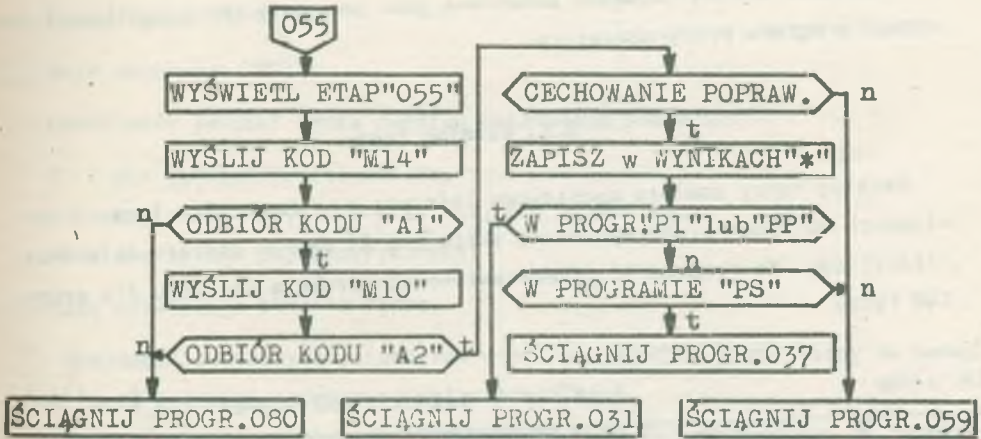 055
WYŚWIETL ETAP"055"
WYŚLIJ KOD "M14"
n
ODBIÓR KODU "A1"
t
WYŚLIJ KOD "M10"
n
ODBIÓR KODU "A2"
t
CECHOWANIE POPRAW.
n
t
ZAPISZ w WYNIKACH"*"
t
W PROGR."P1"lub"PP"
n
W PROGRAMIE "PS"
n
t
ŚCIĄGNIJ PROGR.037
ŚCIĄGNIJ PROGR.080
ŚCIĄGNIJ PROGR.031
ŚCIĄGNIJ PROGR.059